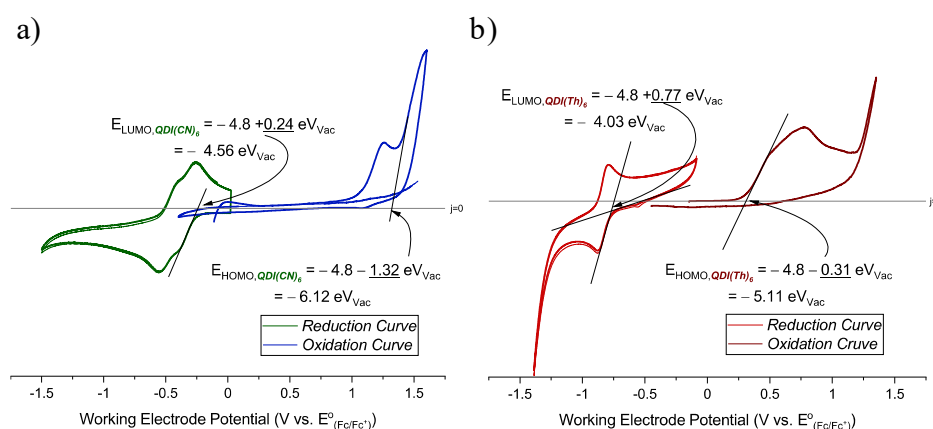 a)
E_LUMO,QDI(CN)₆ = − 4.8 +0.24 eV_Vac
= − 4.56 eV_Vac
j=0
E_HOMO,QDI(CN)₆ = − 4.8 − 1.32 eV_Vac
= − 6.12 eV_Vac
Reduction Curve
Oxidation Curve
-1.5 -1 -0.5 0 0.5 1 1.5
Working Electrode Potential (V vs. E°(Fc/Fc⁺)
b)
E_LUMO,QDI(Th)₆ = − 4.8 +0.77 eV_Vac
= − 4.03 eV_Vac
E_HOMO,QDI(Th)₆ = − 4.8 − 0.31 eV_Vac
= − 5.11 eV_Vac
Reduction Curve
Oxidation Cruve
-1.5 -1 -0.5 0 0.5 1 1.5
Working Electrode Potential (V vs. E°(Fc/Fc⁺)